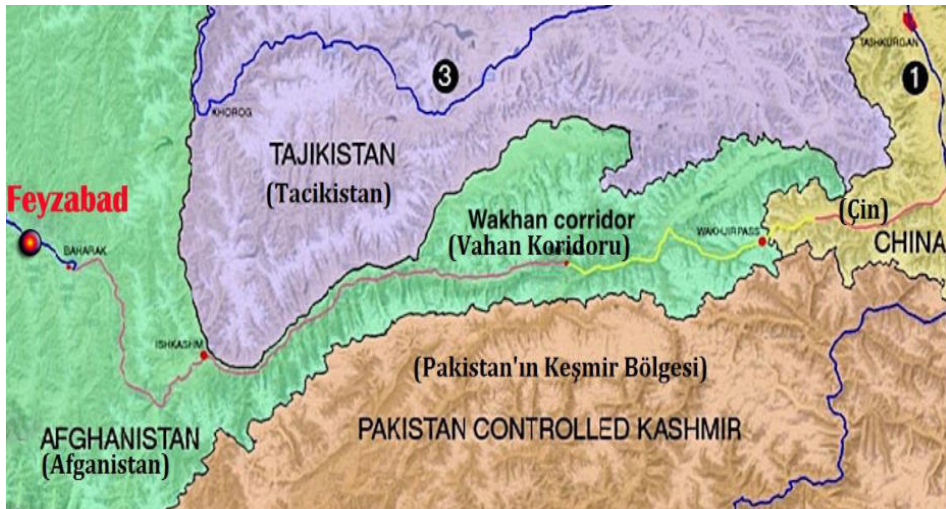 TASHKURGAN
3
1
KHOROG
TAJIKISTAN
(Tacikistan)
Feyzabad
Wakhan corridor
(Vahan Koridoru)
(Çin)
WAKHJIR PASS
CHINA
BAHARAK
ISHKASHM
(Pakistan'ın Keşmir Bölgesi)
PAKISTAN CONTROLLED KASHMIR
AFGHANISTAN
(Afganistan)